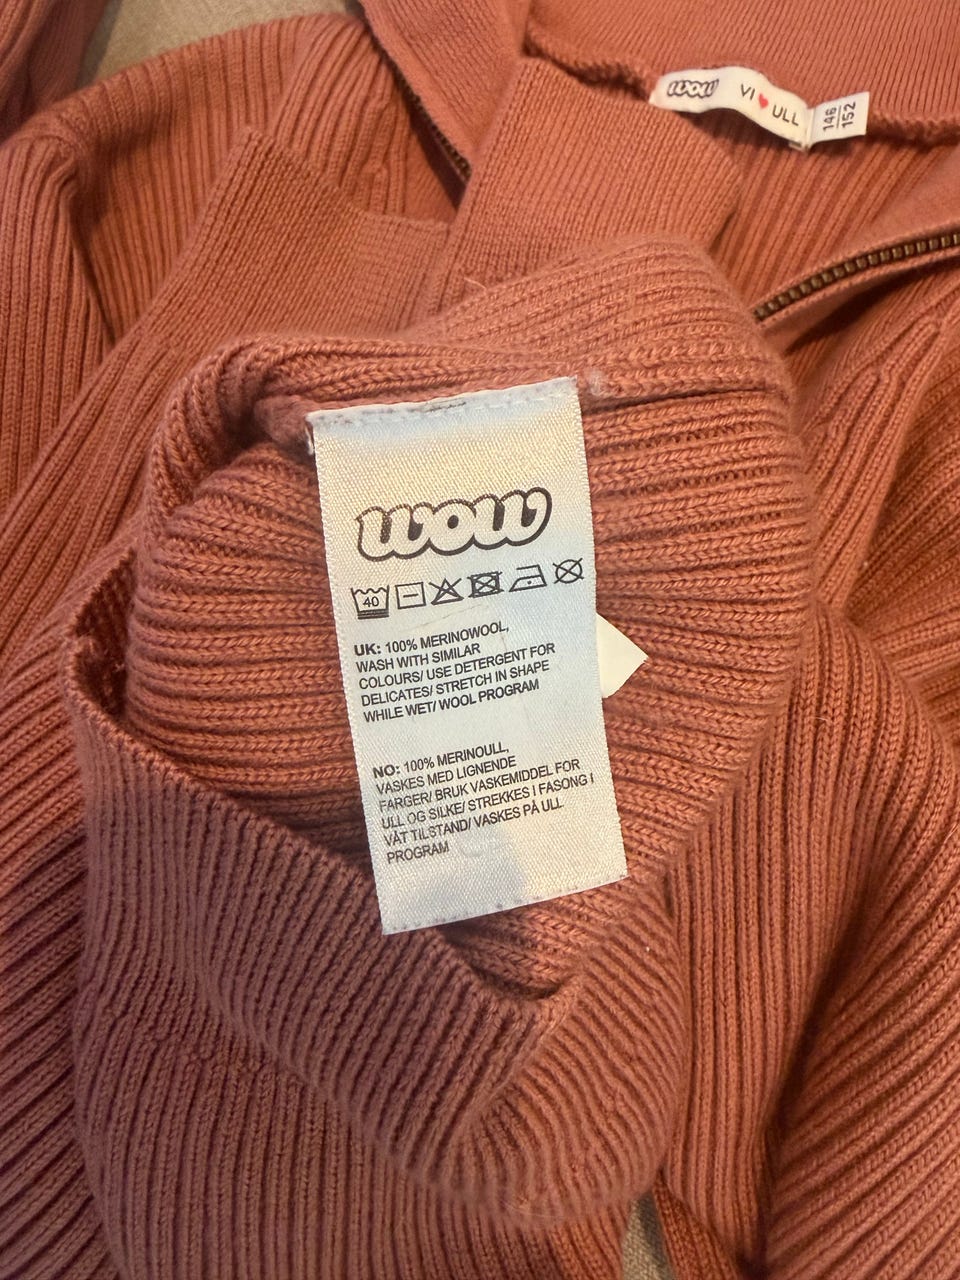 wow VI ULL
146
152
wow
40
UK: 100% MERINOWOOL,
WASH WITH SIMILAR
COLOURS/ USE DETERGENT FOR
DELICATES/ STRETCH IN SHAPE
WHILE WET/ WOOL PROGRAM
NO: 100% MERINOULL,
VASKES MED LIGNENDE
FARGER/ BRUK VASKEMIDDEL FOR
ULL OG SILKE/ STREKKES I FASONG I
VÅT TILSTAND/ VASKES PÅ ULL
PROGRAM